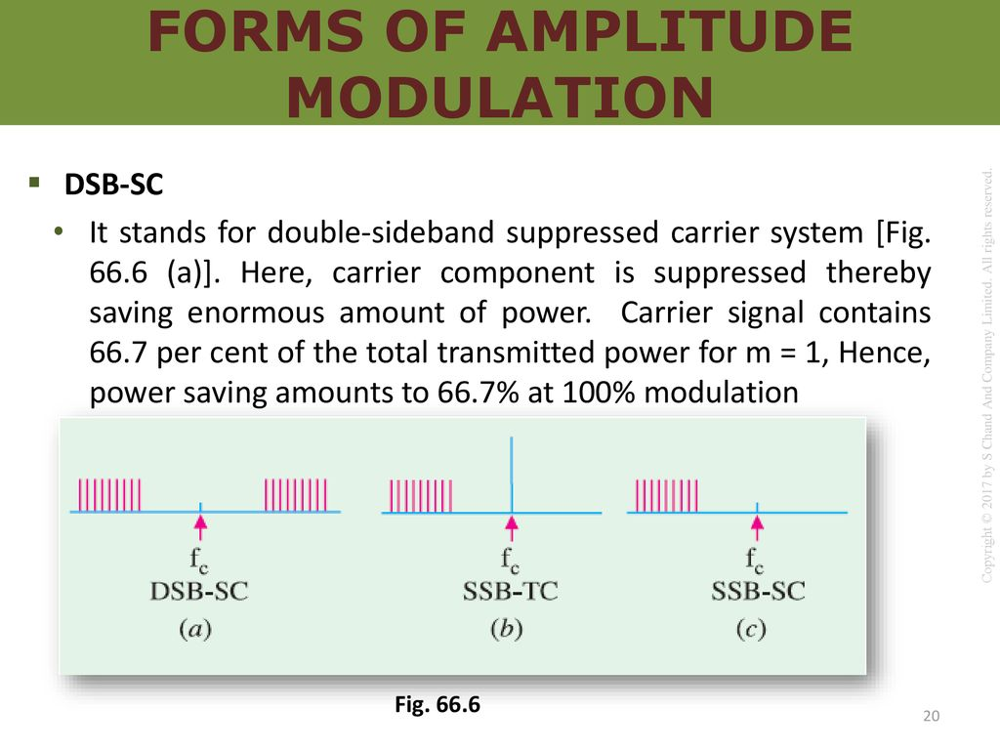 FORMS OF AMPLITUDE
MODULATION
▪ DSB-SC
• It stands for double-sideband suppressed carrier system [Fig.
66.6 (a)]. Here, carrier component is suppressed thereby
saving enormous amount of power. Carrier signal contains
66.7 per cent of the total transmitted power for m = 1, Hence,
power saving amounts to 66.7% at 100% modulation
fc
DSB-SC
(a)
fc
SSB-TC
(b)
fc
SSB-SC
(c)
Fig. 66.6
20
Copyright © 2017 by S Chand And Company Limited. All rights reserved.